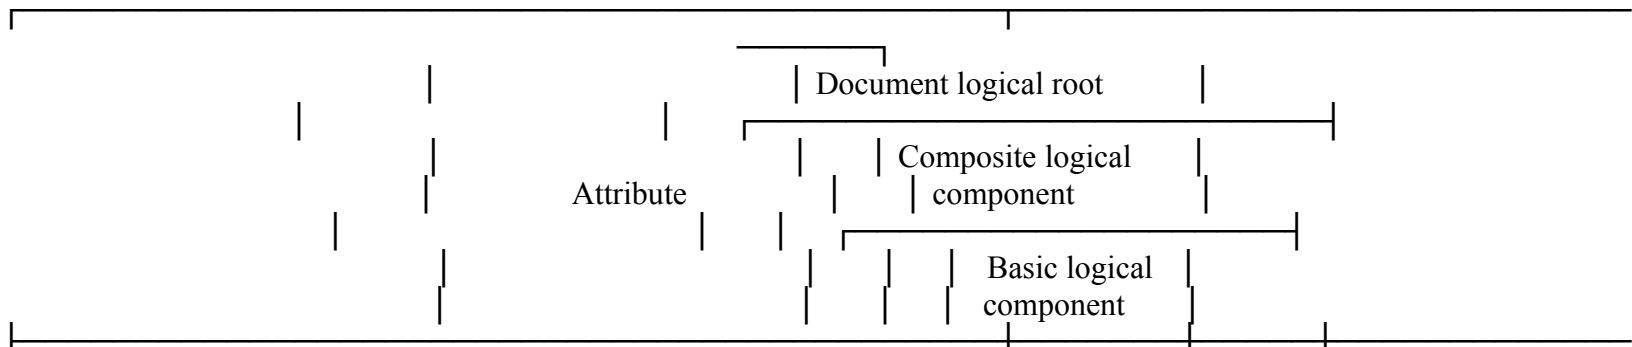 Document logical root
Composite logical
Attribute component
Basic logical
component